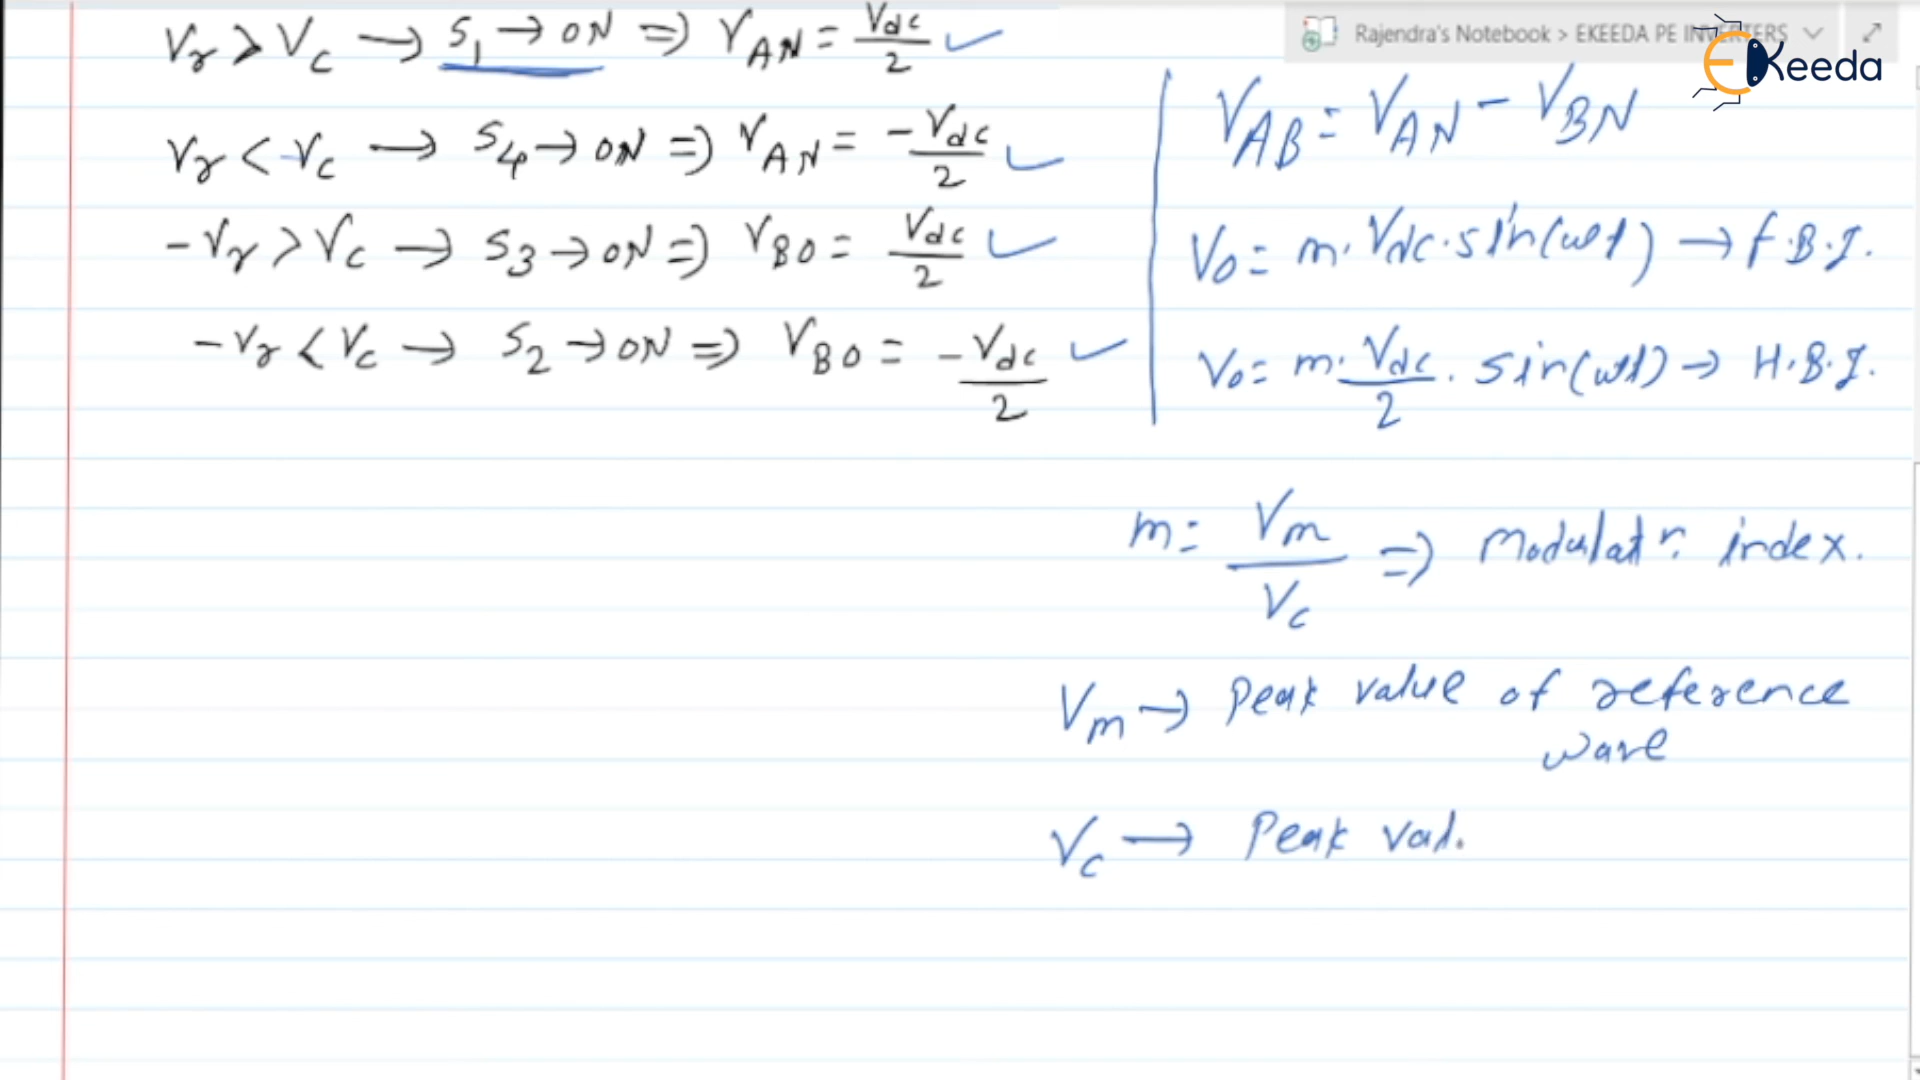 Rajendra's Notebook > EKEEDA PE INVERTERS
EKeeda
Vr > Vc → S1 → ON ⇒ VAN = Vdc/2 ✓
Vr < Vc → S4 → ON ⇒ VAN = -Vdc/2 ✓
-Vr > Vc → S3 → ON ⇒ VBO = Vdc/2 ✓
-Vr < Vc → S2 → ON ⇒ VBO = -Vdc/2 ✓
VAB = VAN - VBN
Vo = m. Vdc. sin(ωt) → F.B.I.
Vo = m. Vdc/2 . sin(ωt) → H.B.I.
m = Vm/Vc ⇒ Modulatn. index.
Vm → Peak value of reference
wave
Vc → Peak val.